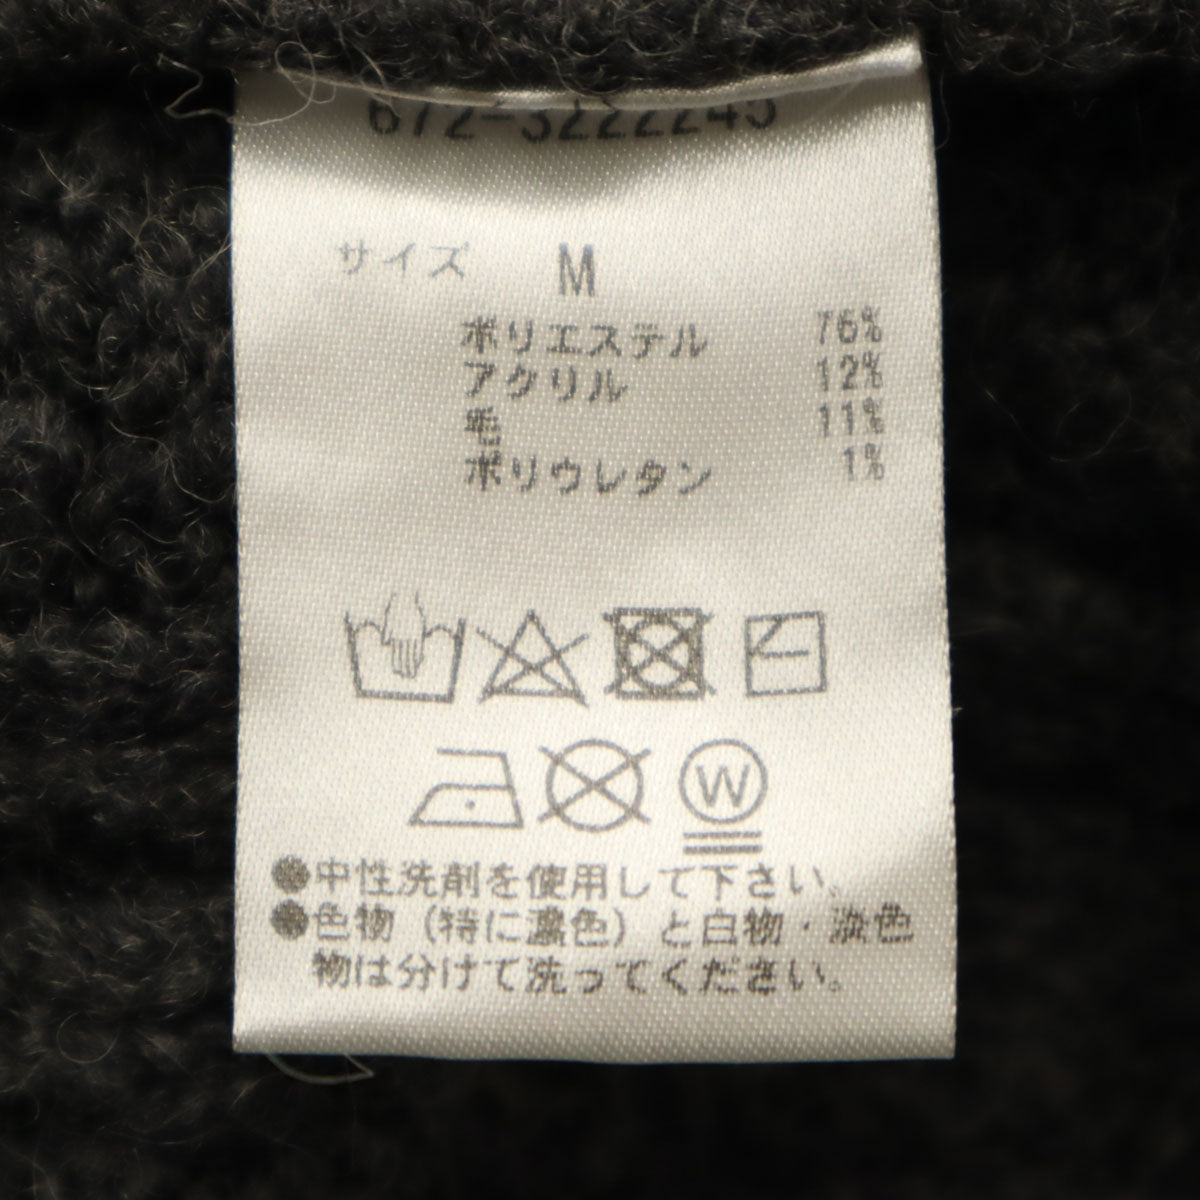 672-3222245
サイズ M
ポリエステル 76%
アクリル 12%
毛 11%
ポリウレタン 1%
W
●中性洗剤を使用して下さい。
●色物（特に濃色）と白物・淡色
物は分けて洗ってください。